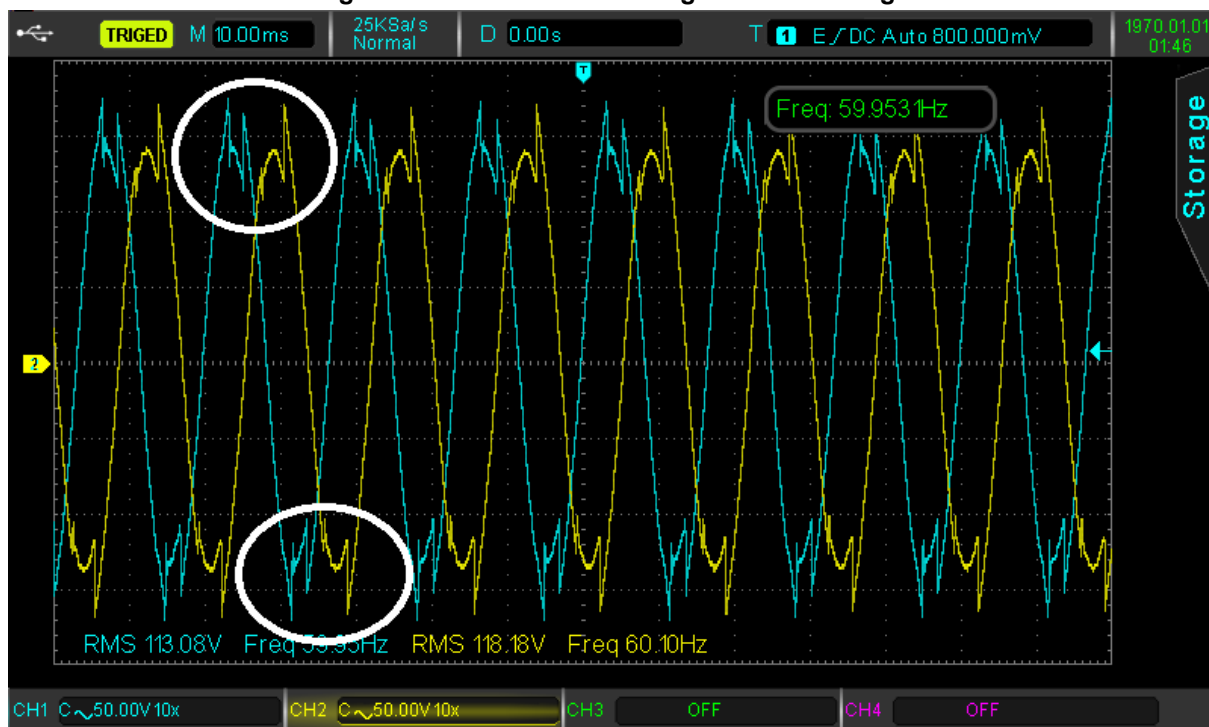 TRIGED M 10.00ms 25KSa/s Normal D 0.00s T 1 E DC Auto 800.000mV 1970.01.01 01:46
T
Freq: 59.9531Hz
Storage
2
RMS 113.08V Freq 59.95Hz RMS 118.18V Freq 60.10Hz
CH1 C 50.00V 10x CH2 C 50.00V 10x CH3 OFF CH4 OFF